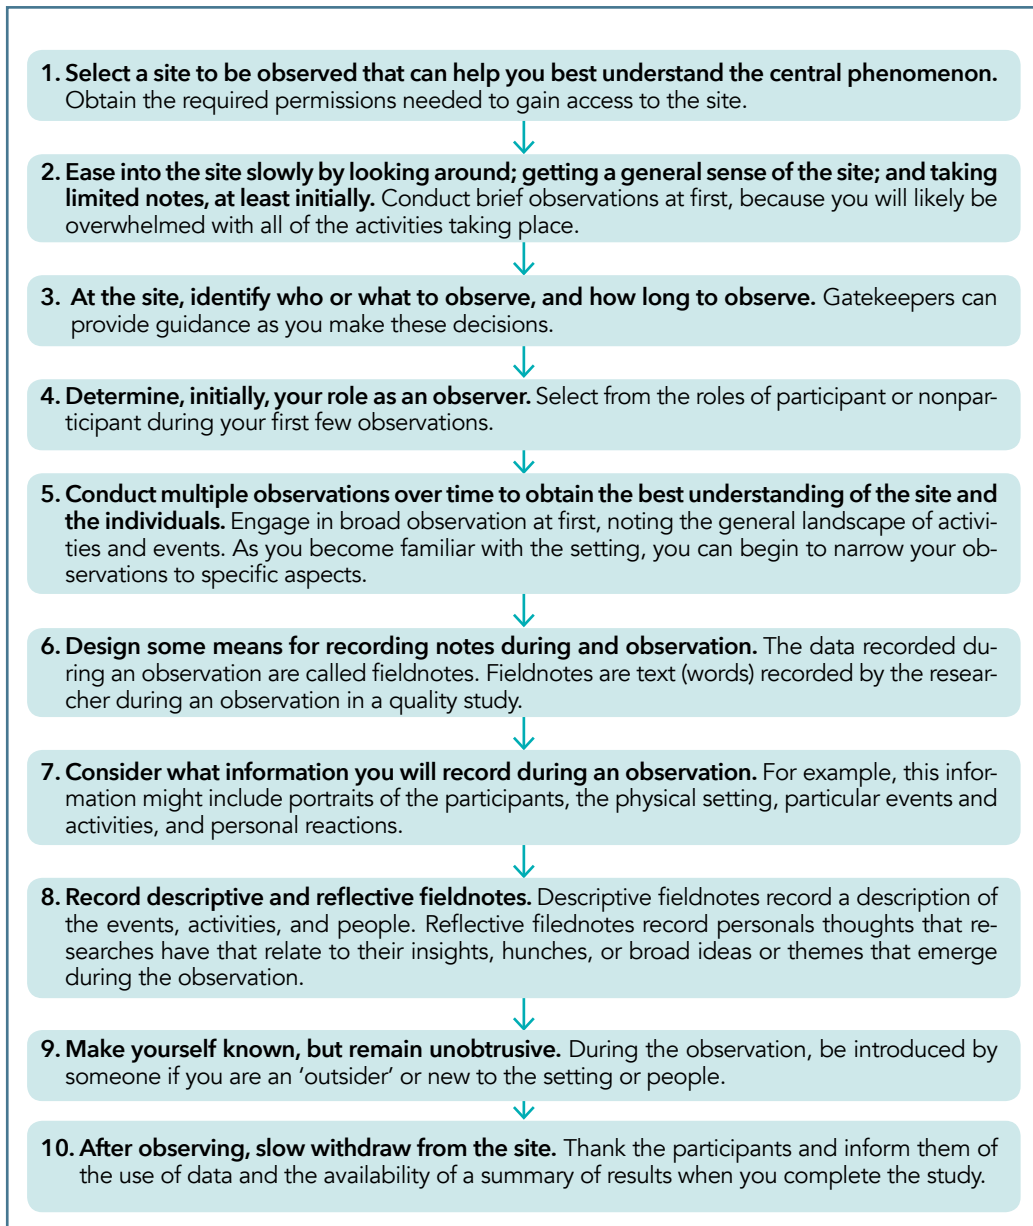 1. Select a site to be observed that can help you best understand the central phenomenon.
Obtain the required permissions needed to gain access to the site.
2. Ease into the site slowly by looking around; getting a general sense of the site; and taking
limited notes, at least initially. Conduct brief observations at first, because you will likely be
overwhelmed with all of the activities taking place.
3. At the site, identify who or what to observe, and how long to observe. Gatekeepers can
provide guidance as you make these decisions.
4. Determine, initially, your role as an observer. Select from the roles of participant or nonpar-
ticipant during your first few observations.
5. Conduct multiple observations over time to obtain the best understanding of the site and
the individuals. Engage in broad observation at first, noting the general landscape of activi-
ties and events. As you become familiar with the setting, you can begin to narrow your ob-
servations to specific aspects.
6. Design some means for recording notes during and observation. The data recorded du-
ring an observation are called fieldnotes. Fieldnotes are text (words) recorded by the resear-
cher during an observation in a quality study.
7. Consider what information you will record during an observation. For example, this infor-
mation might include portraits of the participants, the physical setting, particular events and
activities, and personal reactions.
8. Record descriptive and reflective fieldnotes. Descriptive fieldnotes record a description of
the events, activities, and people. Reflective filednotes record personals thoughts that re-
searches have that relate to their insights, hunches, or broad ideas or themes that emerge
during the observation.
9. Make yourself known, but remain unobtrusive. During the observation, be introduced by
someone if you are an ‘outsider’ or new to the setting or people.
10. After observing, slow withdraw from the site. Thank the participants and inform them of
the use of data and the availability of a summary of results when you complete the study.